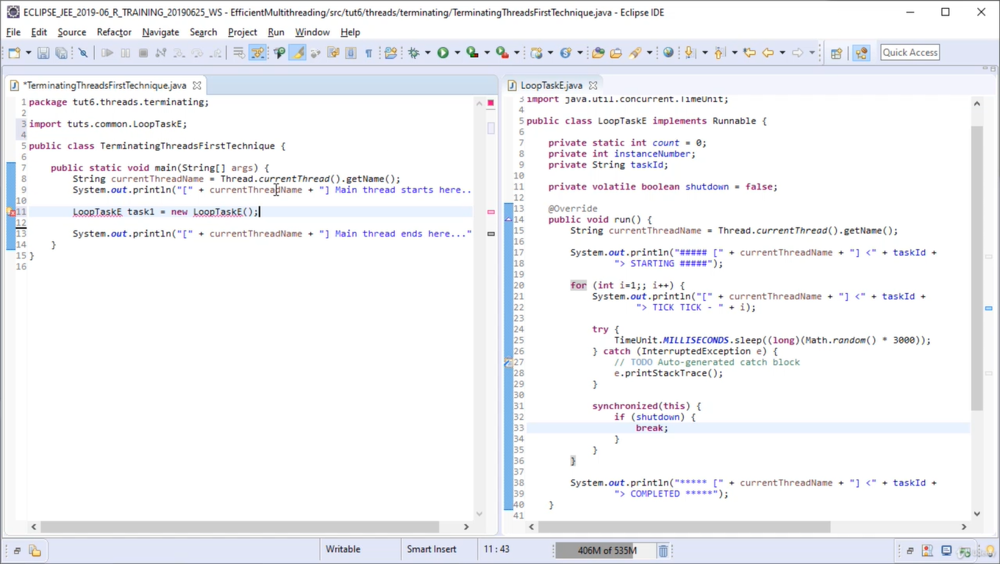 ECLIPSE_JEE_2019-06_R_TRAINING_20190625_WS - EfficientMultithreading/src/tut6/threads/terminating/TerminatingThreadsFirstTechnique.java - Eclipse IDE
File Edit Source Refactor Navigate Search Project Run Window Help
Quick Access
*TerminatingThreadsFirstTechnique.java
1 package tut6.threads.terminating;
2
3 import tuts.common.LoopTaskE;
4
5 public class TerminatingThreadsFirstTechnique {
6
7 public static void main(String[] args) {
8 String currentThreadName = Thread.currentThread().getName();
9 System.out.println("[" + currentThreadName + "] Main thread starts here..
10
11 LoopTaskE task1 = new LoopTaskE();
12
13 System.out.println("[" + currentThreadName + "] Main thread ends here..."
14 }
15 }
16
LoopTaskE.java
3 import java.util.concurrent.TimeUnit;
4
5 public class LoopTaskE implements Runnable {
6
7 private static int count = 0;
8 private int instanceNumber;
9 private String taskId;
10
11 private volatile boolean shutdown = false;
12
13 @Override
14 public void run() {
15 String currentThreadName = Thread.currentThread().getName();
16
17 System.out.println("##### [" + currentThreadName + "] <" + taskId +
18 "> STARTING #####");
19
20 for (int i=1;; i++) {
21 System.out.println("[" + currentThreadName + "] <" + taskId +
22 "> TICK TICK - " + i);
23
24 try {
25 TimeUnit.MILLISECONDS.sleep((long)(Math.random() * 3000));
26 } catch (InterruptedException e) {
27 // TODO Auto-generated catch block
28 e.printStackTrace();
29 }
30
31 synchronized(this) {
32 if (shutdown) {
33 break;
34 }
35 }
36 }
37
38 System.out.println("***** [" + currentThreadName + "] <" + taskId +
39 "> COMPLETED *****");
40 }
41
Writable Smart Insert 11 : 43 406M of 535M